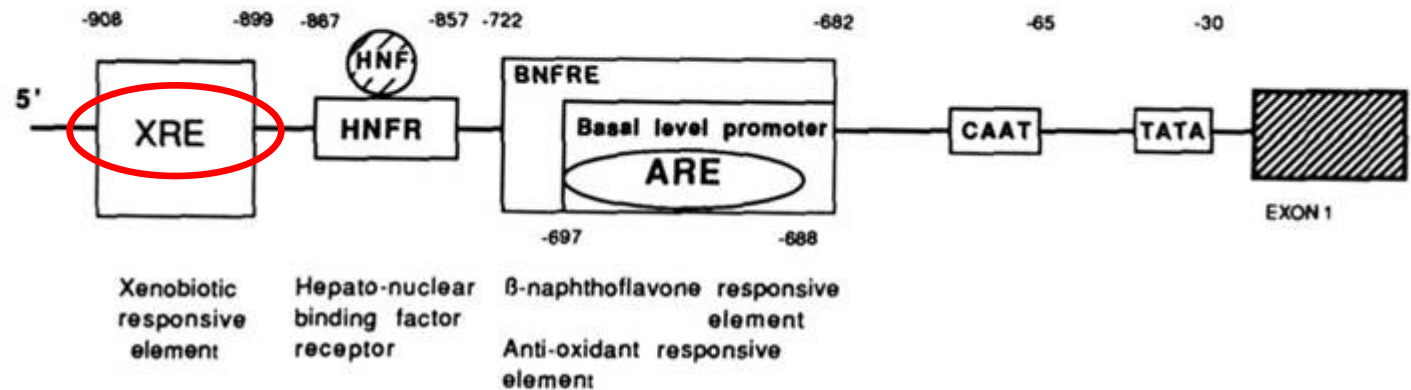 -908 -899 -867 -857 -722 -682 -65 -30
HNF
BNFRE
5'
XRE HNFR Basal level promoter CAAT TATA
ARE
EXON 1
-697 -688
Xenobiotic Hepato-nuclear ß-naphthoflavone responsive
responsive binding factor element
element receptor Anti-oxidant responsive
element